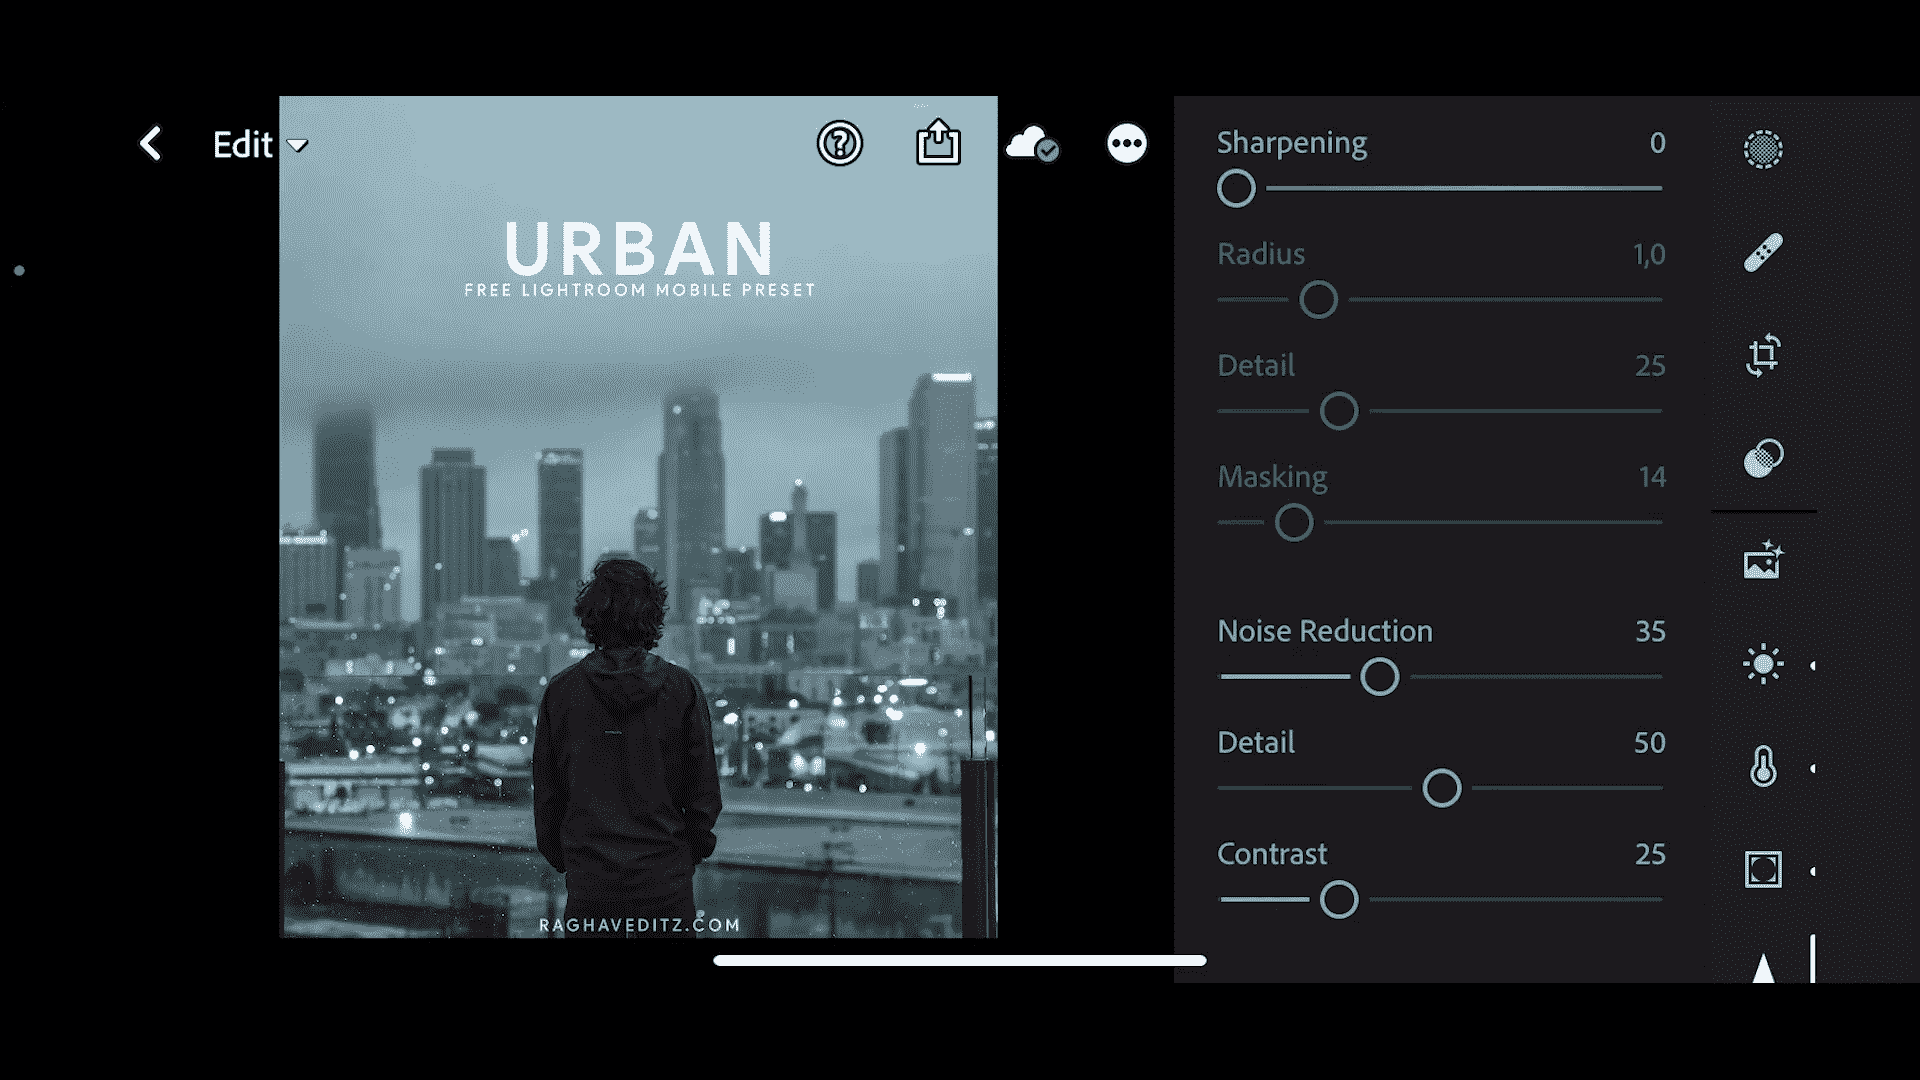 Edit
URBAN
FREE LIGHTROOM MOBILE PRESET
RAGHAVEDITZ.COM
Sharpening 0
Radius 1,0
Detail 25
Masking 14
Noise Reduction 35
Detail 50
Contrast 25